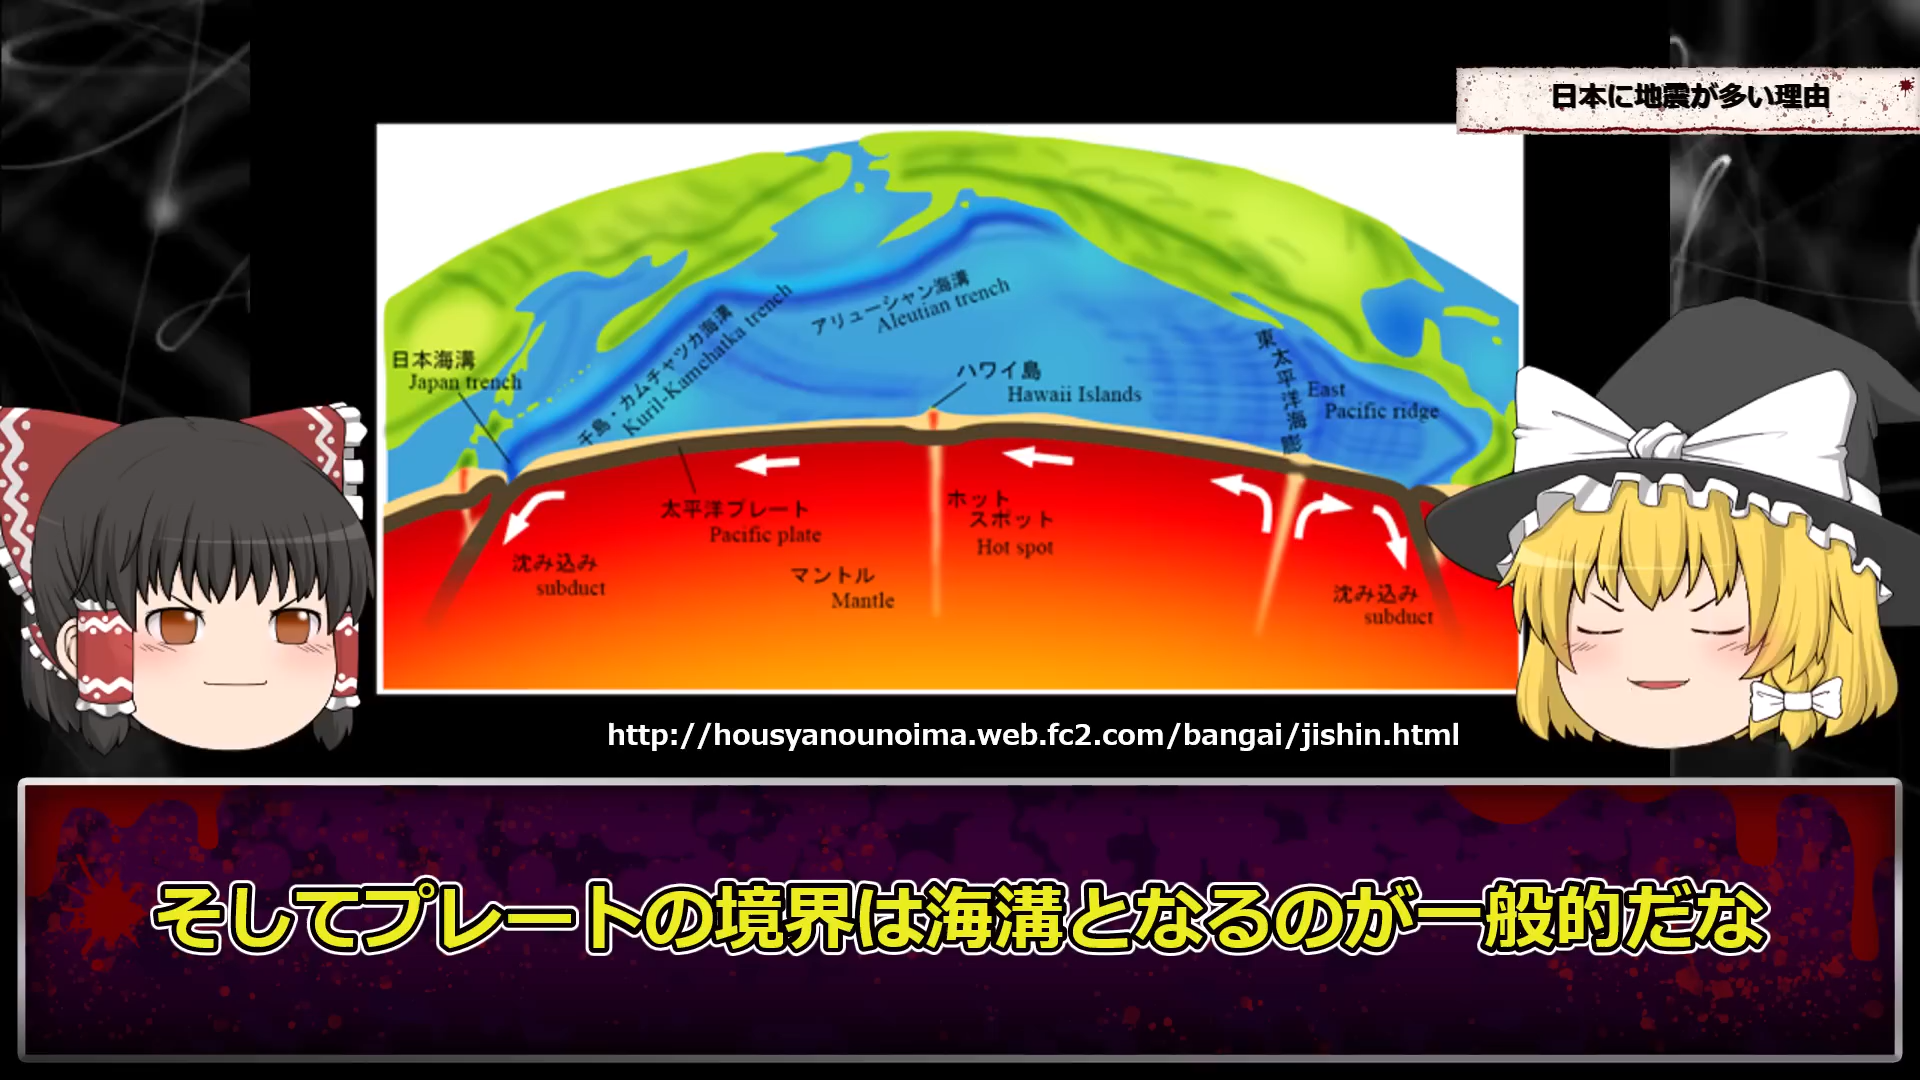 日本に地震が多い理由
日本海溝
Japan trench
千島・カムチャツカ海溝
Kuril-Kamchatka trench
アリューシャン海溝
Aleutian trench
ハワイ島
Hawaii Islands
東太平洋海膨
East
Pacific ridge
太平洋プレート
Pacific plate
ホット
スポット
Hot spot
沈み込み
subduct
マントル
Mantle
沈み込み
subduct
http://housyanounoima.web.fc2.com/bangai/jishin.html
そしてプレートの境界は海溝となるのが一般的だな